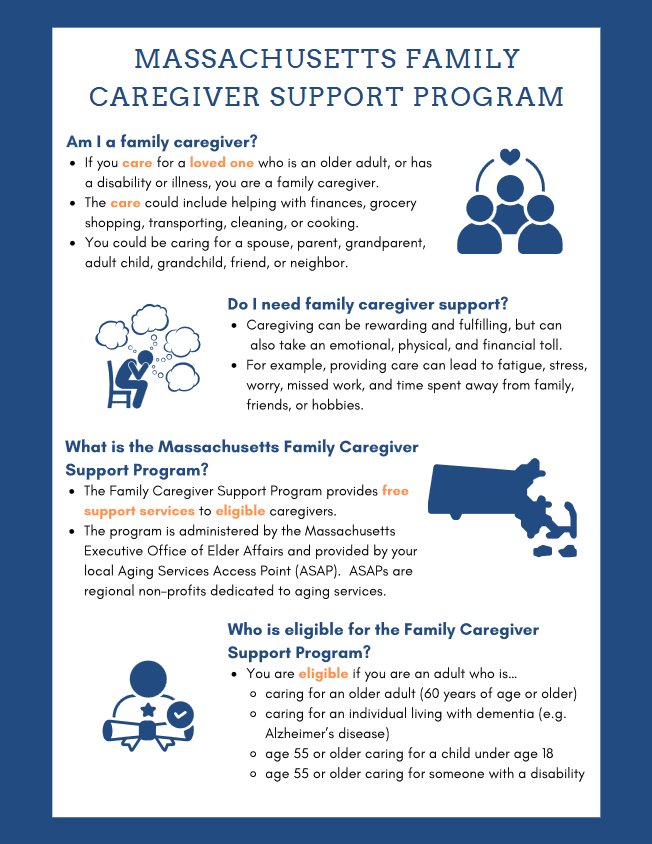 MASSACHUSETTS FAMILY
CAREGIVER SUPPORT PROGRAM
Am I a family caregiver?
• If you care for a loved one who is an older adult, or has
a disability or illness, you are a family caregiver.
• The care could include helping with finances, grocery
shopping, transporting, cleaning, or cooking.
• You could be caring for a spouse, parent, grandparent,
adult child, grandchild, friend, or neighbor.
Do I need family caregiver support?
• Caregiving can be rewarding and fulfilling, but can
also take an emotional, physical, and financial toll.
• For example, providing care can lead to fatigue, stress,
worry, missed work, and time spent away from family,
friends, or hobbies.
What is the Massachusetts Family Caregiver
Support Program?
• The Family Caregiver Support Program provides free
support services to eligible caregivers.
• The program is administered by the Massachusetts
Executive Office of Elder Affairs and provided by your
local Aging Services Access Point (ASAP). ASAPs are
regional non-profits dedicated to aging services.
Who is eligible for the Family Caregiver
Support Program?
• You are eligible if you are an adult who is...
○ caring for an older adult (60 years of age or older)
○ caring for an individual living with dementia (e.g.
Alzheimer's disease)
○ age 55 or older caring for a child under age 18
○ age 55 or older caring for someone with a disability